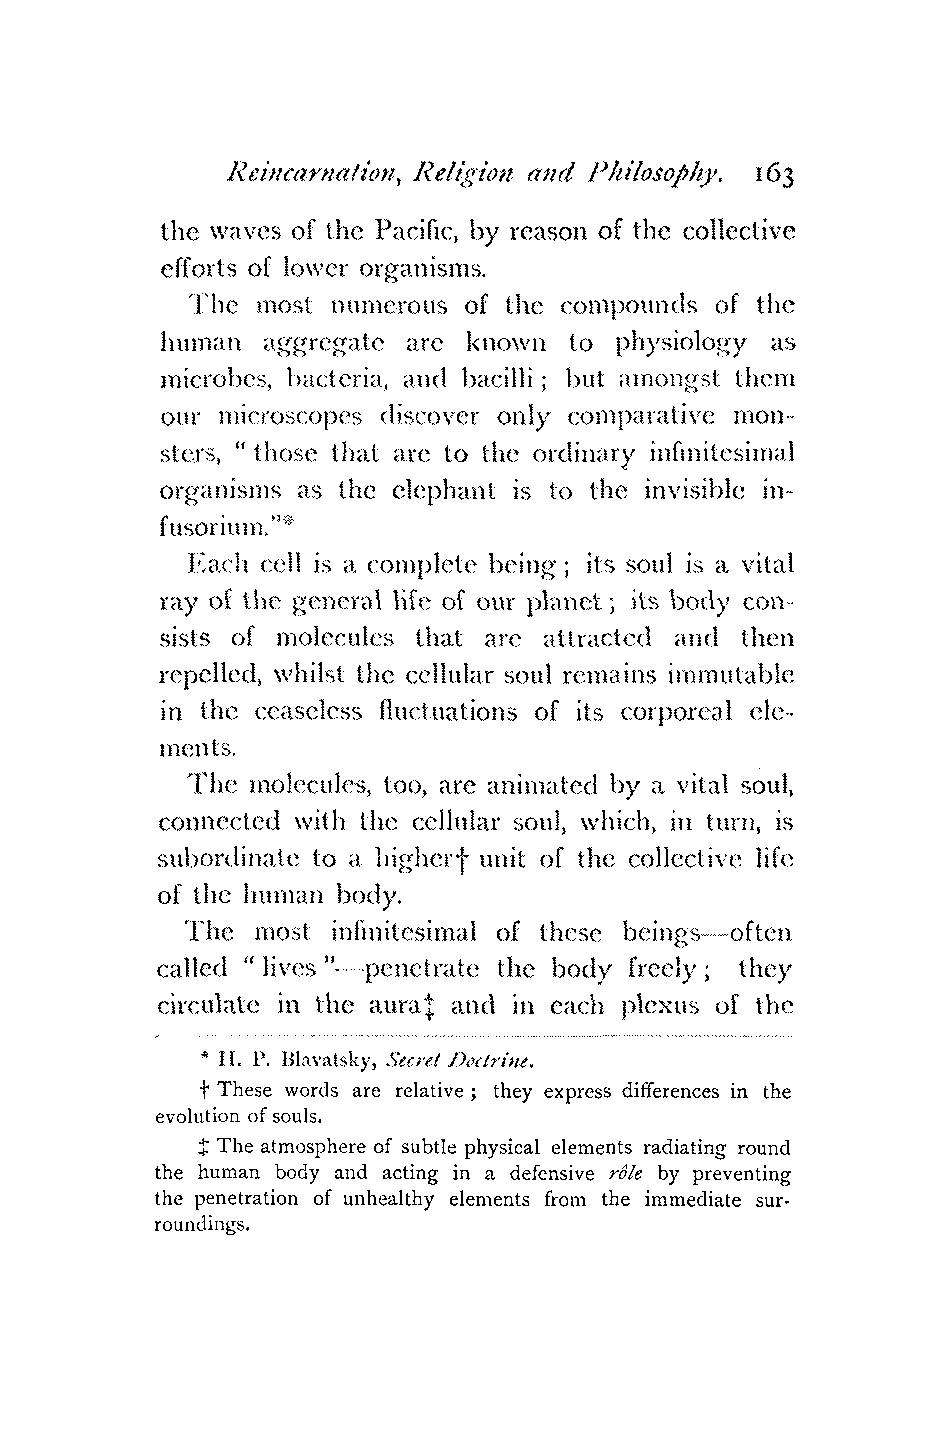 Reincarnation, Religion and Philosophy. 163
the waves of the Pacific, by reason of the collective
efforts of lower organisms.
The most numerous of the compounds of the
human aggregate are known to physiology as
microbes, bacteria, and bacilli ; but amongst them
our microscopes discover only comparative mon-
sters, " those that are to the ordinary infinitesimal
organisms as the elephant is to the invisible in-
fusorium."*
Each cell is a complete being ; its soul is a vital
ray of the general life of our planet ; its body con-
sists of molecules that are attracted and then
repelled, whilst the cellular soul remains immutable
in the ceaseless fluctuations of its corporeal ele-
ments.
The molecules, too, are animated by a vital soul,
connected with the cellular soul, which, in turn, is
subordinate to a higher† unit of the collective life
of the human body.
The most infinitesimal of these beings—often
called " lives "—penetrate the body freely ; they
circulate in the aura‡ and in each plexus of the
* H. P. Blavatsky, Secret Doctrine.
† These words are relative ; they express differences in the
evolution of souls.
‡ The atmosphere of subtle physical elements radiating round
the human body and acting in a defensive rôle by preventing
the penetration of unhealthy elements from the immediate sur-
roundings.